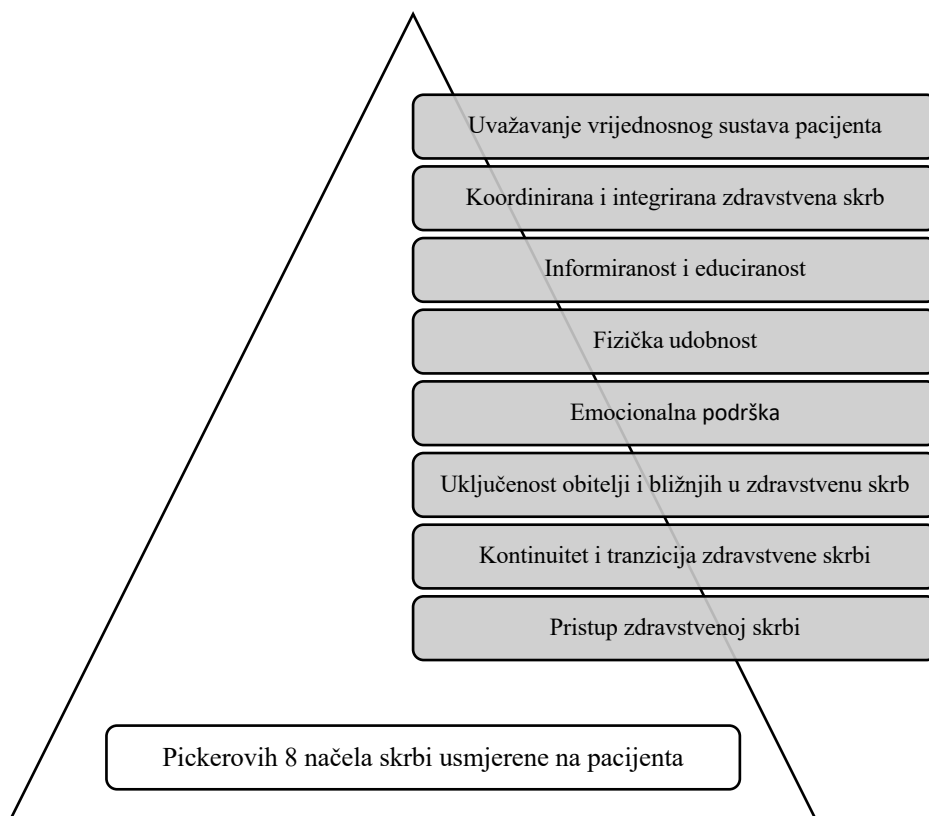 Uvažavanje vrijednosnog sustava pacijenta
Koordinirana i integrirana zdravstvena skrb
Informiranost i educiranost
Fizička udobnost
Emocionalna podrška
Uključenost obitelji i bližnjih u zdravstvenu skrb
Kontinuitet i tranzicija zdravstvene skrbi
Pristup zdravstvenoj skrbi
Pickerovih 8 načela skrbi usmjerene na pacijenta